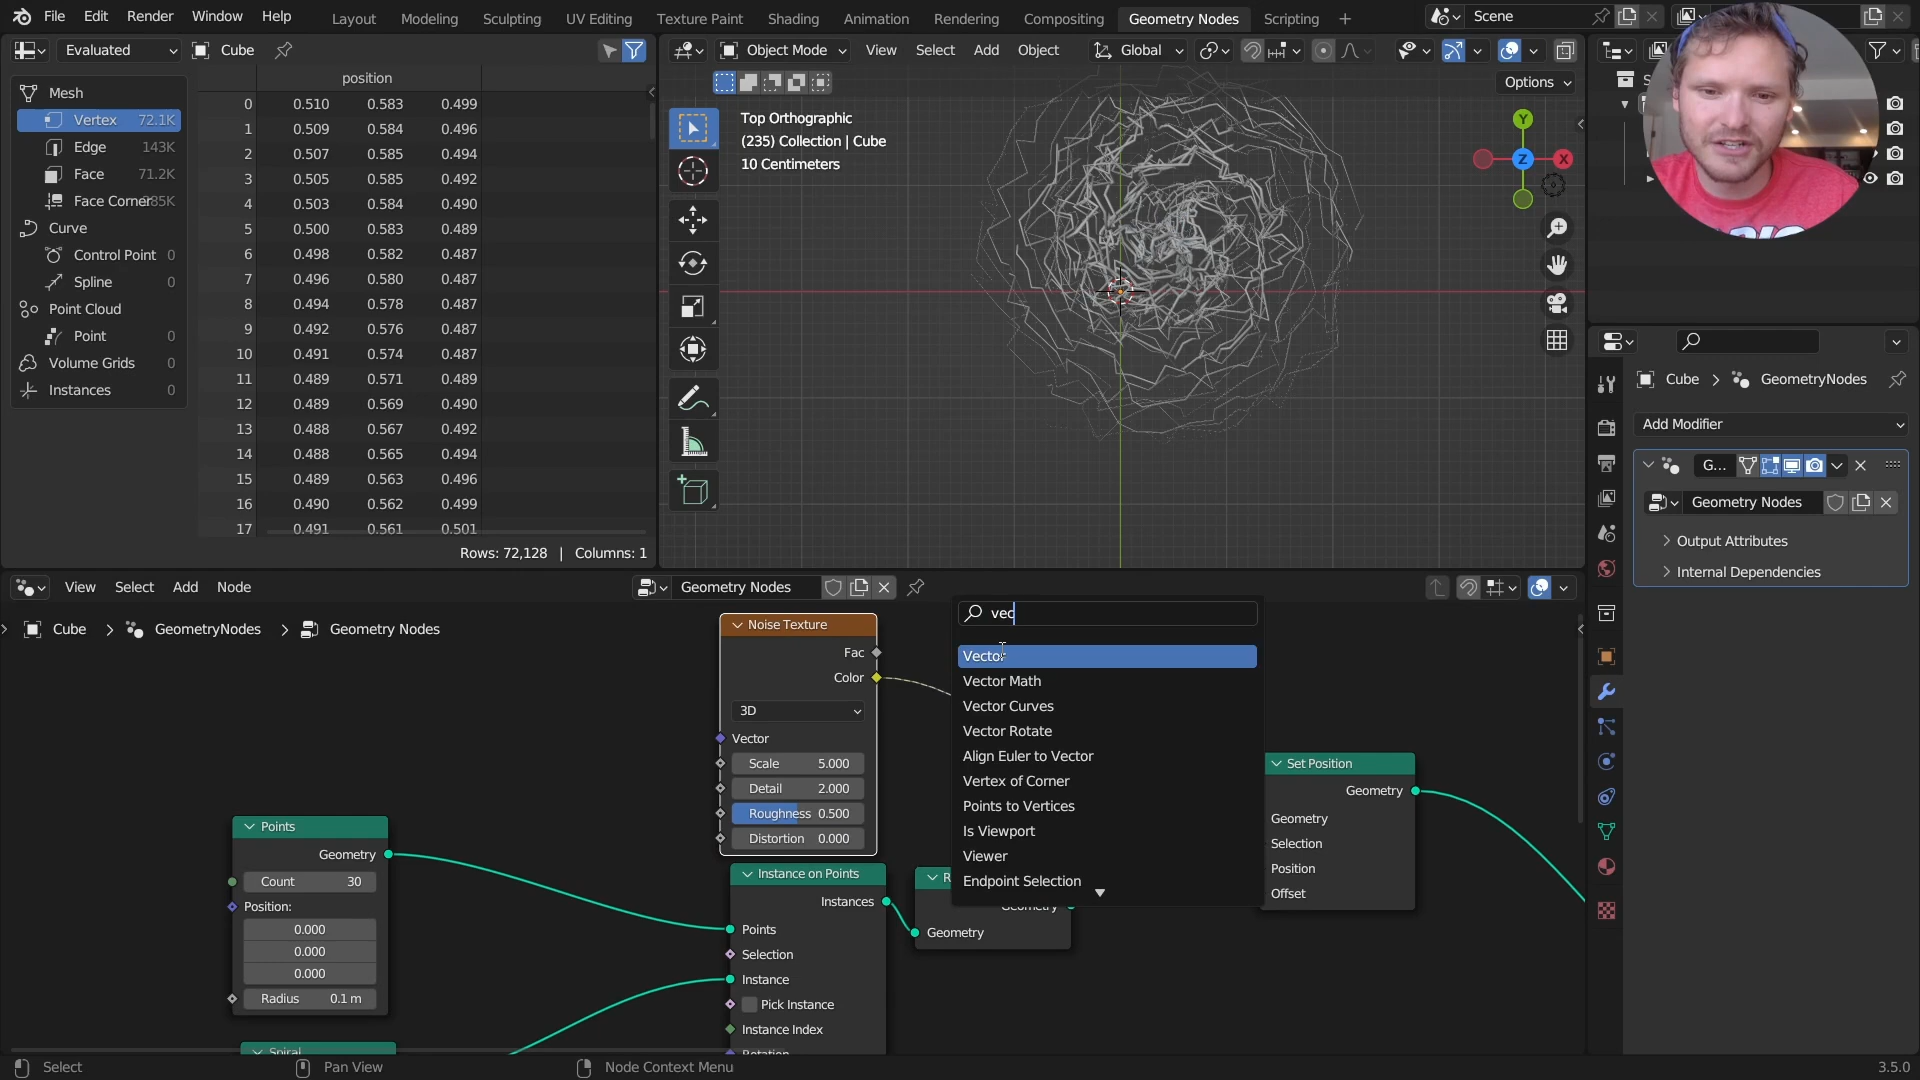 File Edit Render Window Help
Layout Modeling Sculpting UV Editing Texture Paint Shading Animation Rendering Compositing Geometry Nodes Scripting +
Scene
Evaluated
Cube
Object Mode View Select Add Object
Global
Options
Mesh
Vertex 72.1K
Edge 143K
Face 71.2K
Face Corner
Curve
Control Point 0
Spline 0
Point Cloud
Point 0
Volume Grids 0
Instances 0
position
0 0.510 0.583 0.499
1 0.509 0.584 0.496
2 0.507 0.585 0.494
3 0.505 0.585 0.492
4 0.503 0.584 0.490
5 0.500 0.583 0.489
6 0.498 0.582 0.487
7 0.496 0.580 0.487
8 0.494 0.578 0.487
9 0.492 0.576 0.487
10 0.491 0.574 0.487
11 0.489 0.571 0.489
12 0.489 0.569 0.490
13 0.488 0.567 0.492
14 0.488 0.565 0.494
15 0.489 0.563 0.496
16 0.490 0.562 0.499
17 0.491 0.561 0.501
Rows: 72,128 | Columns: 1
Top Orthographic
(235) Collection | Cube
10 Centimeters
Y
Z
X
Cube > GeometryNodes
Add Modifier
G...
Geometry Nodes
> Output Attributes
> Internal Dependencies
View Select Add Node
Geometry Nodes
Cube > GeometryNodes > Geometry Nodes
Noise Texture
Fac
Color
3D
Vector
Scale 5.000
Detail 2.000
Roughness 0.500
Distortion 0.000
vec
Vector
Vector Math
Vector Curves
Vector Rotate
Align Euler to Vector
Vertex of Corner
Points to Vertices
Is Viewport
Viewer
Endpoint Selection
Set Position
Geometry
Geometry
Selection
Position
Offset
Points
Geometry
Count 30
Position:
0.000
0.000
0.000
Radius 0.1 m
Spiral
Instance on Points
Instances
Points
Selection
Instance
Pick Instance
Instance Index
Rotation
R
Geometry
Geometry
Select
Pan View
Node Context Menu
3.5.0